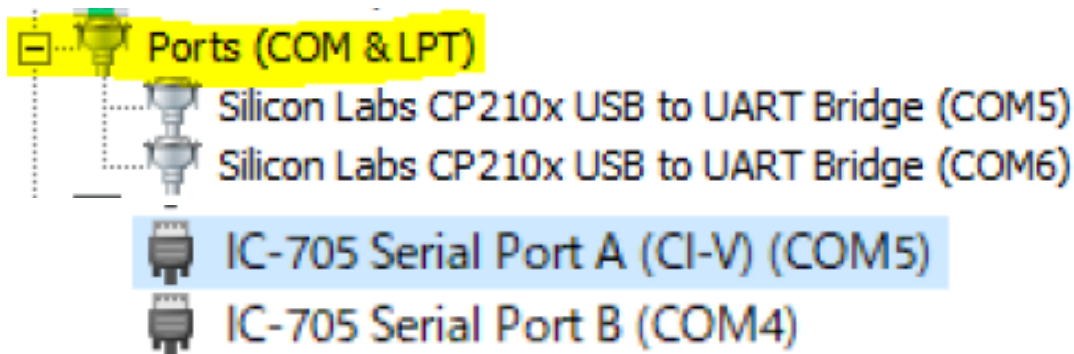 Ports (COM & LPT)
Silicon Labs CP210x USB to UART Bridge (COM5)
Silicon Labs CP210x USB to UART Bridge (COM6)
IC-705 Serial Port A (CI-V) (COM5)
IC-705 Serial Port B (COM4)